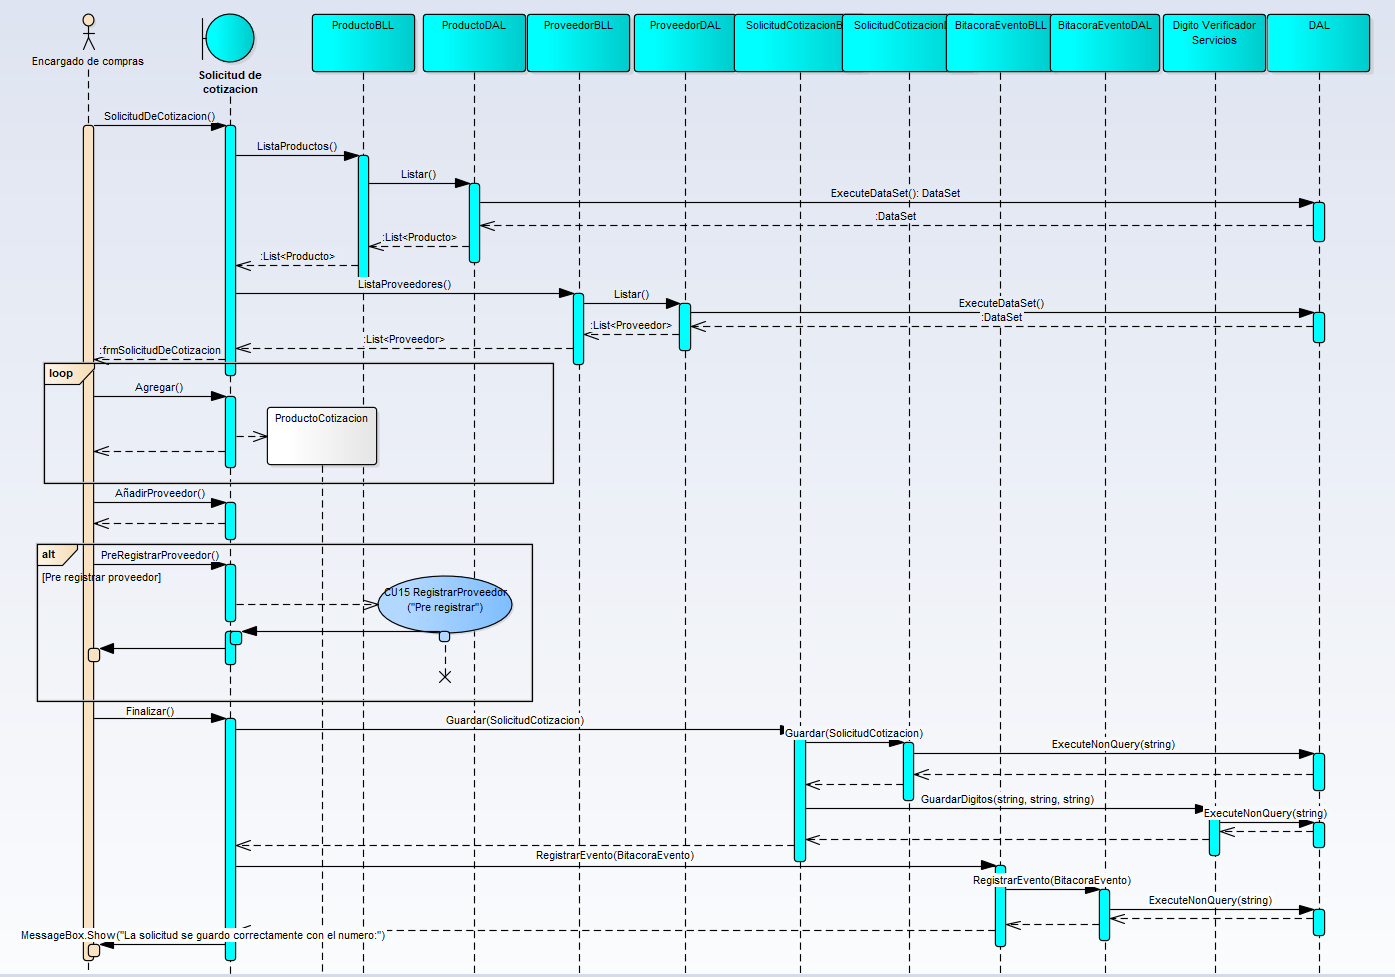 Encargado de compras
Solicitud de
cotizacion
ProductoBLL
ProductoDAL
ProveedorBLL
ProveedorDAL
SolicitudCotizacionB
SolicitudCotizacion
BitacoraEventoBLL
BitacoraEventoDAL
Digito Verificador
Servicios
DAL
SolicitudDeCotizacion()
ListaProductos()
Listar()
ExecuteDataSet(): DataSet
:DataSet
:List<Producto>
:List<Producto>
ListaProveedores()
Listar()
ExecuteDataSet()
:DataSet
:List<Proveedor>
:List<Proveedor>
:frmSolicitudDeCotizacion
loop
Agregar()
ProductoCotizacion
AñadirProveedor()
alt
PreRegistrarProveedor()
[Pre registrar proveedor]
CU15 RegistrarProveedor
("Pre registrar")
Finalizar()
Guardar(SolicitudCotizacion)
Guardar(SolicitudCotizacion)
ExecuteNonQuery(string)
GuardarDigitos(string, string, string)
ExecuteNonQuery(string)
RegistrarEvento(BitacoraEvento)
RegistrarEvento(BitacoraEvento)
ExecuteNonQuery(string)
MessageBox.Show("La solicitud se guardo correctamente con el numero:")